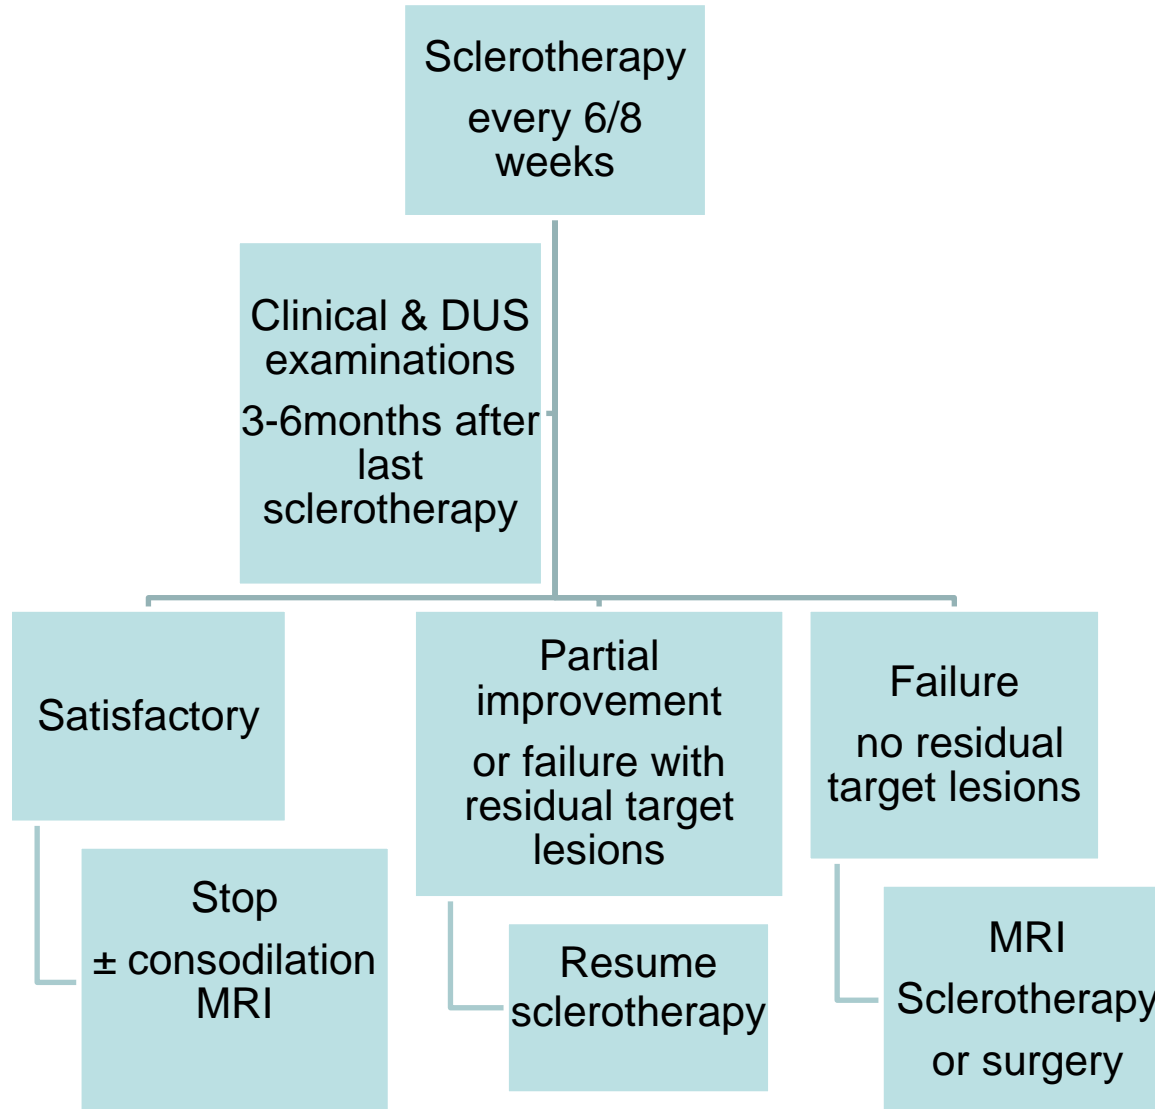 Sclerotherapy
every 6/8
weeks
Clinical & DUS
examinations
3-6months after
last
sclerotherapy
Satisfactory
Stop
± consodilation
MRI
Partial
improvement
or failure with
residual target
lesions
Resume
sclerotherapy
Failure
no residual
target lesions
MRI
Sclerotherapy
or surgery